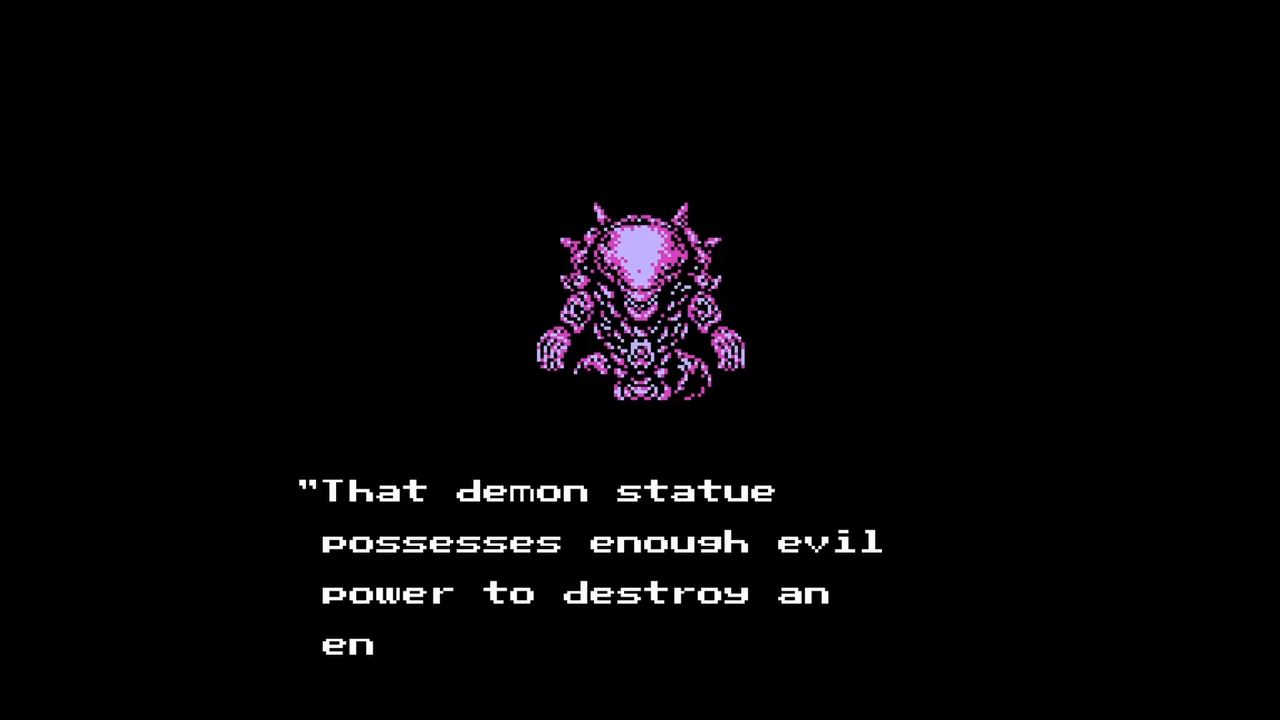 "That demon statue
possesses enough evil
power to destroy an
en